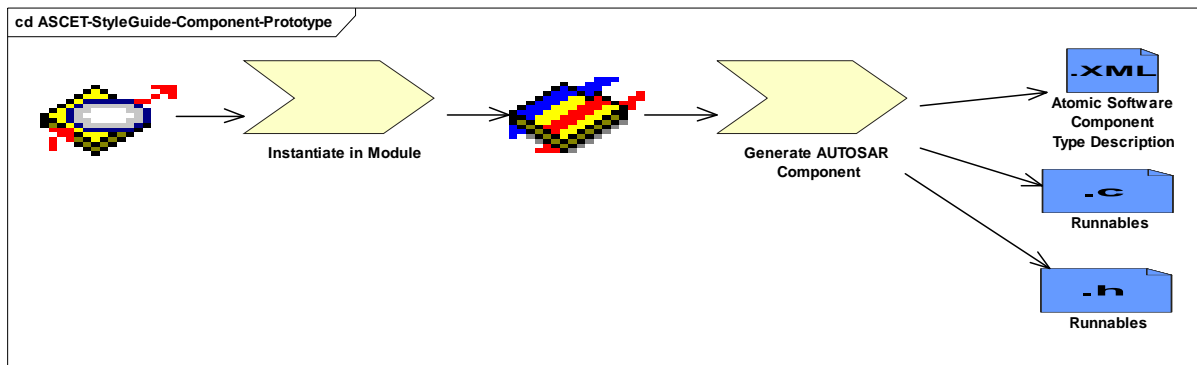 cd ASCET-StyleGuide-Component-Prototype
Instantiate in Module
Generate AUTOSAR
Component
.XML
Atomic Software
Component
Type Description
.c
Runnables
.h
Runnables